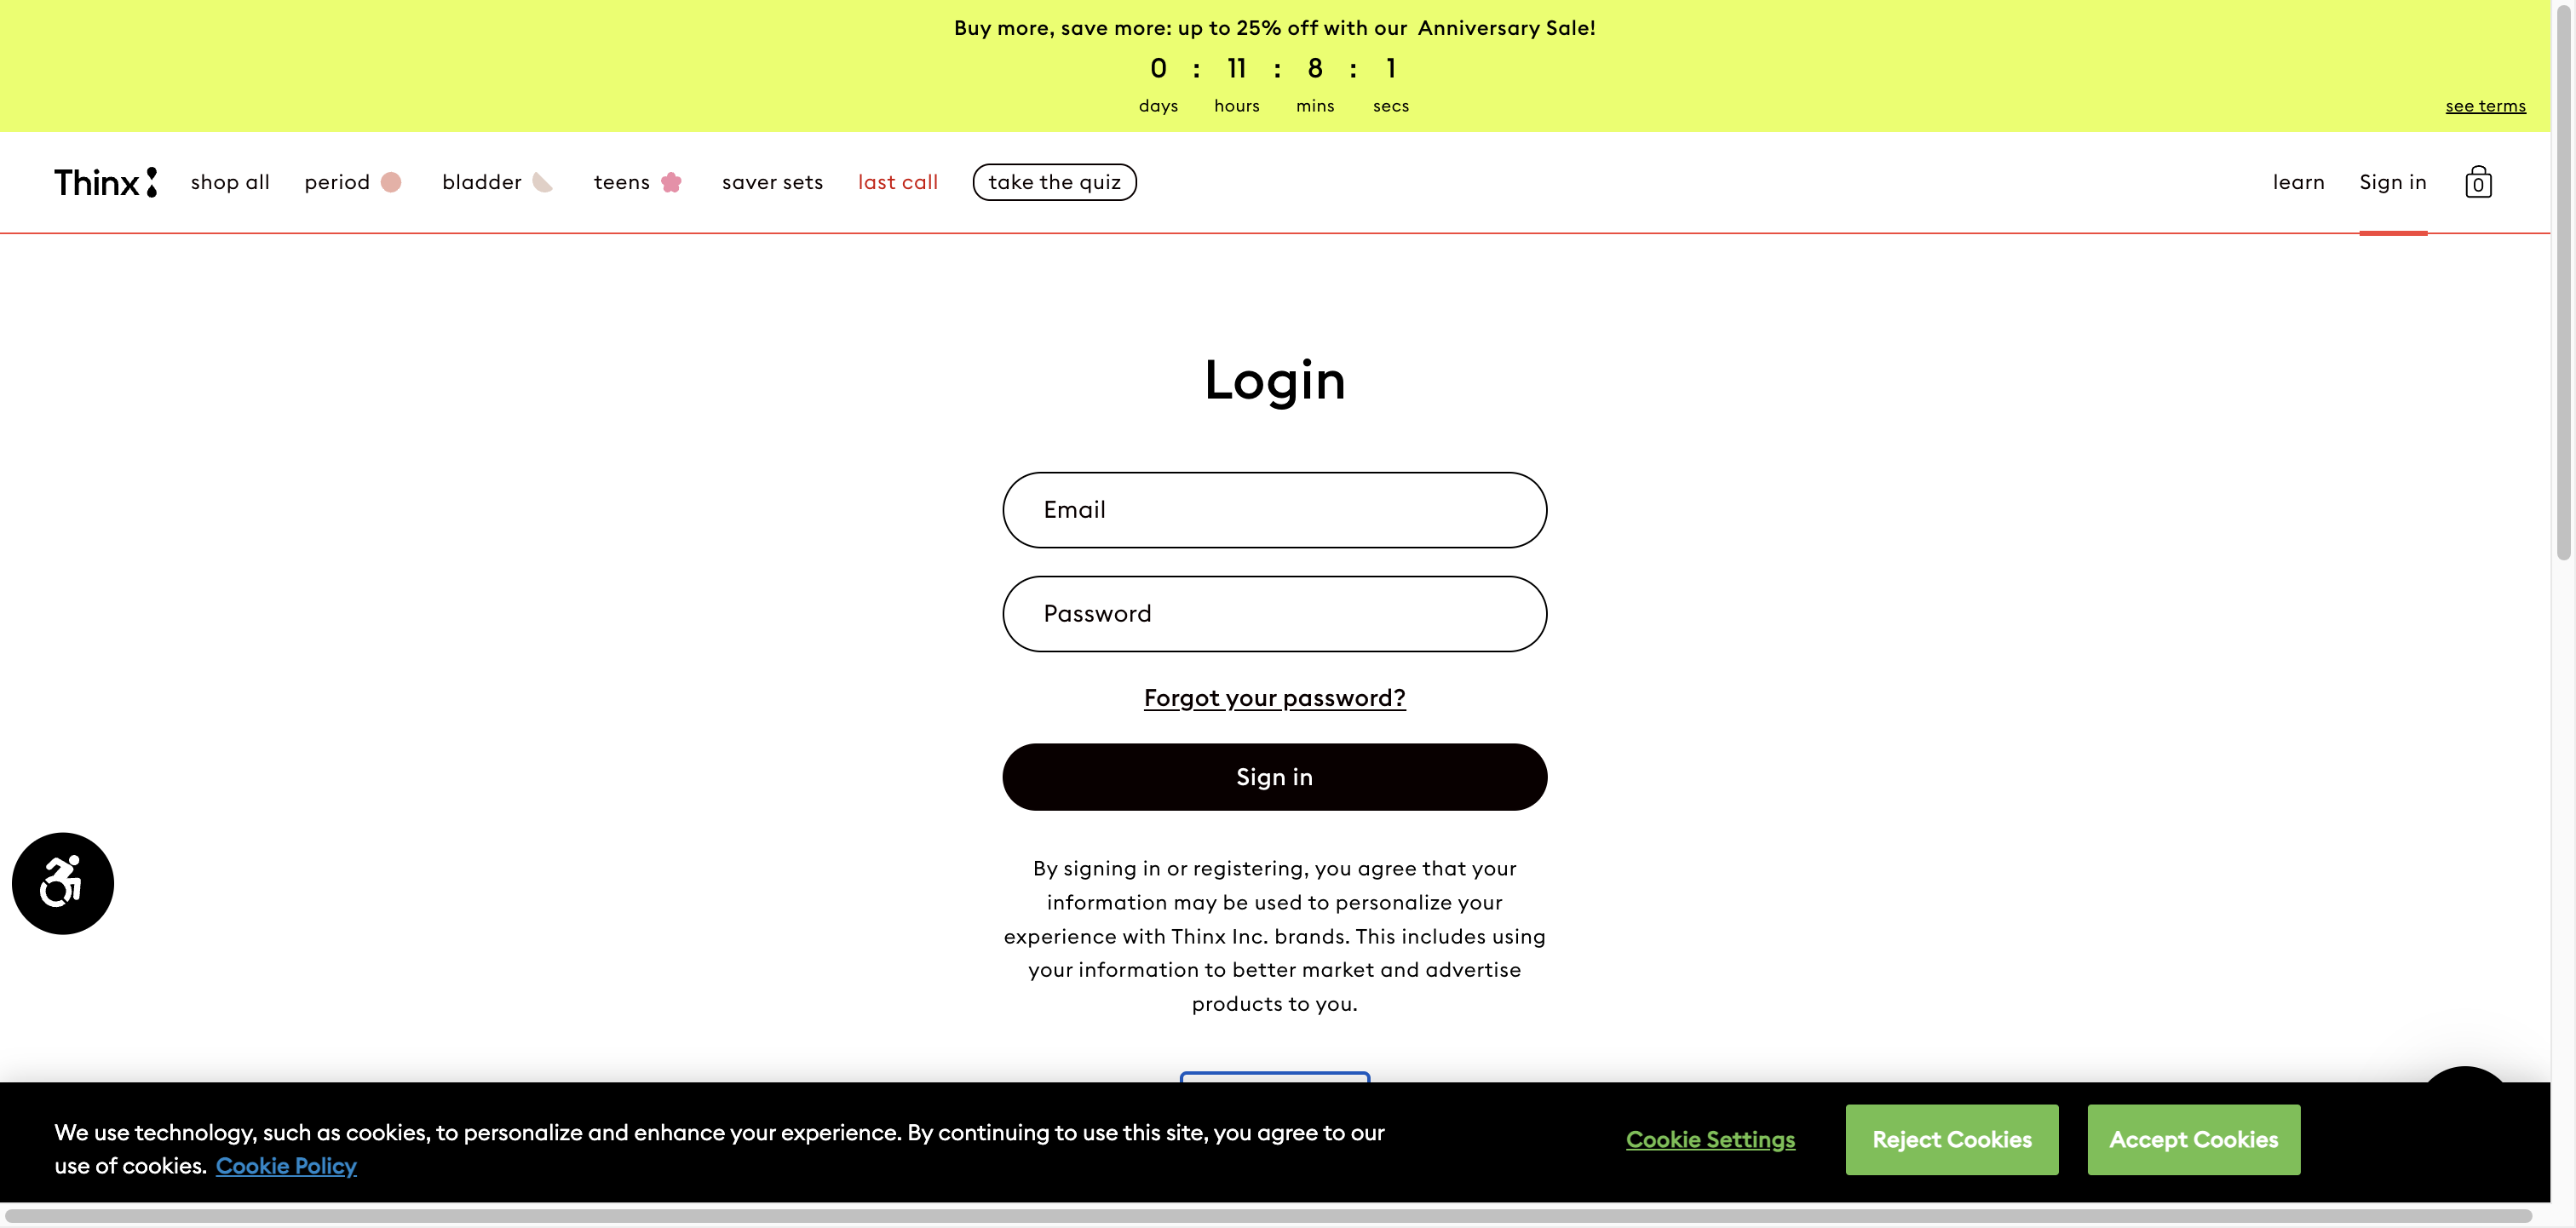 Buy more, save more: up to 25% off with our Anniversary Sale!
0 : 11 : 8 : 1
days hours mins secs
see terms
Thinx shop all period bladder teens saver sets last call take the quiz learn Sign in 0
Login
Email
Password
Forgot your password?
Sign in
By signing in or registering, you agree that your
information may be used to personalize your
experience with Thinx Inc. brands. This includes using
your information to better market and advertise
products to you.
We use technology, such as cookies, to personalize and enhance your experience. By continuing to use this site, you agree to our
use of cookies. Cookie Policy
Cookie Settings
Reject Cookies
Accept Cookies